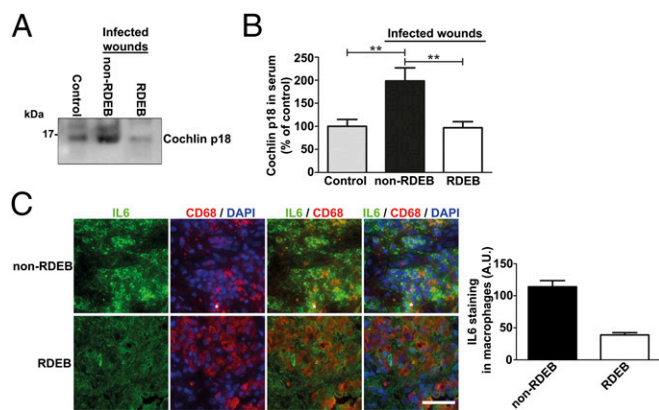 A
Infected
wounds
Control
non-RDEB
RDEB
kDa
17
Cochlin p18
B
Infected wounds
**
**
Cochlin p18 in serum
(% of control)
250
200
150
100
50
0
Control non-RDEB RDEB
C
IL6 CD68 / DAPI IL6 / CD68 IL6 / CD68 / DAPI
non-RDEB
RDEB
IL6 staining
in macrophages (A.U.)
150
100
50
0
non-RDEB
RDEB